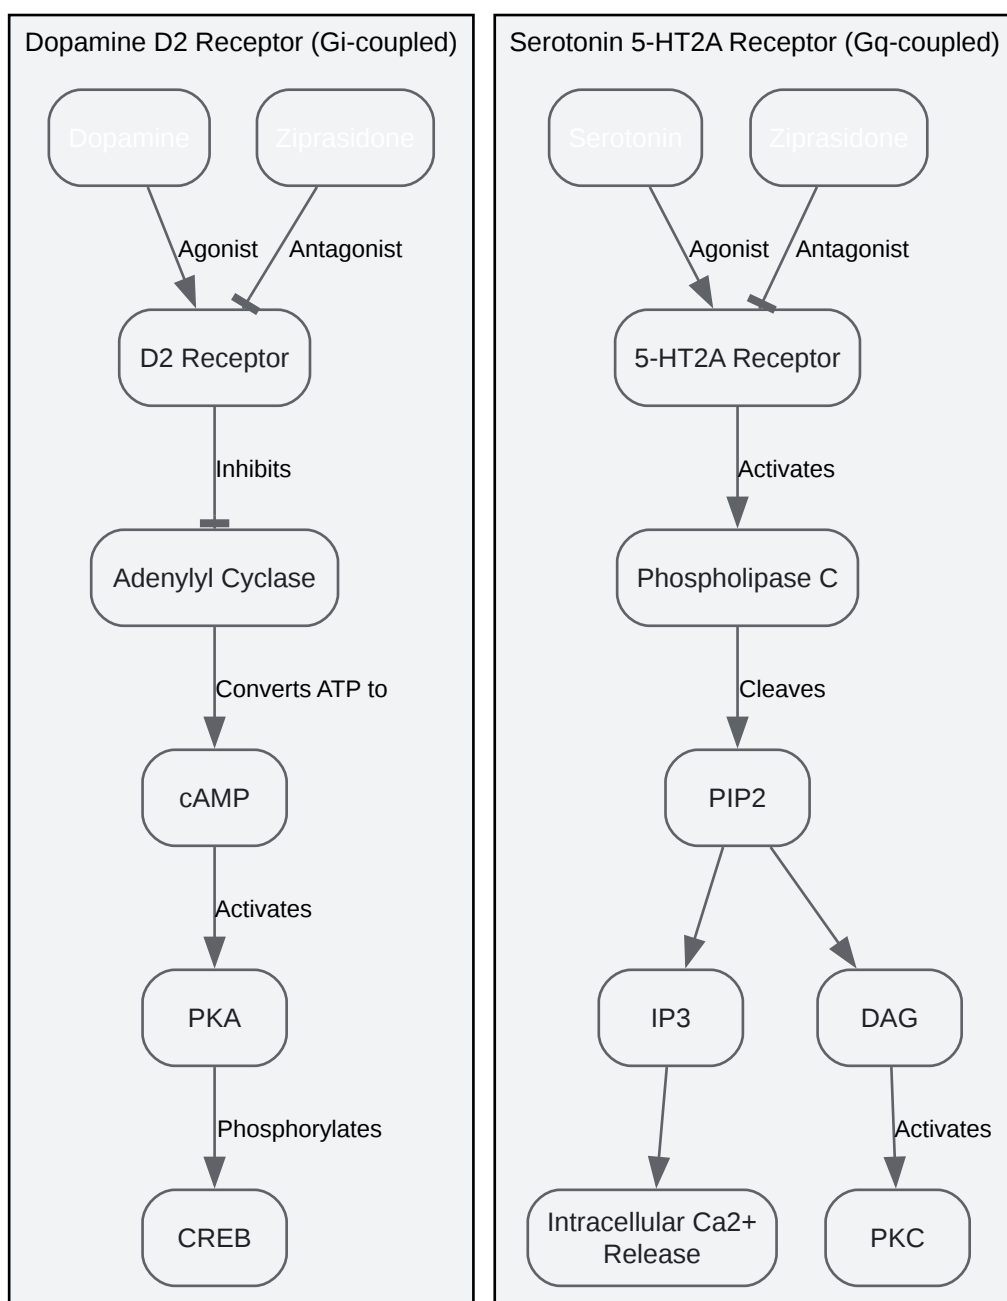 Dopamine D2 Receptor (Gi-coupled)
Dopamine
Ziprasidone
Agonist
Antagonist
D2 Receptor
Inhibits
Adenylyl Cyclase
Converts ATP to
cAMP
Activates
PKA
Phosphorylates
CREB
Serotonin 5-HT2A Receptor (Gq-coupled)
Serotonin
Ziprasidone
Agonist
Antagonist
5-HT2A Receptor
Activates
Phospholipase C
Cleaves
PIP2
IP3
DAG
Activates
Intracellular Ca2+
Release
PKC